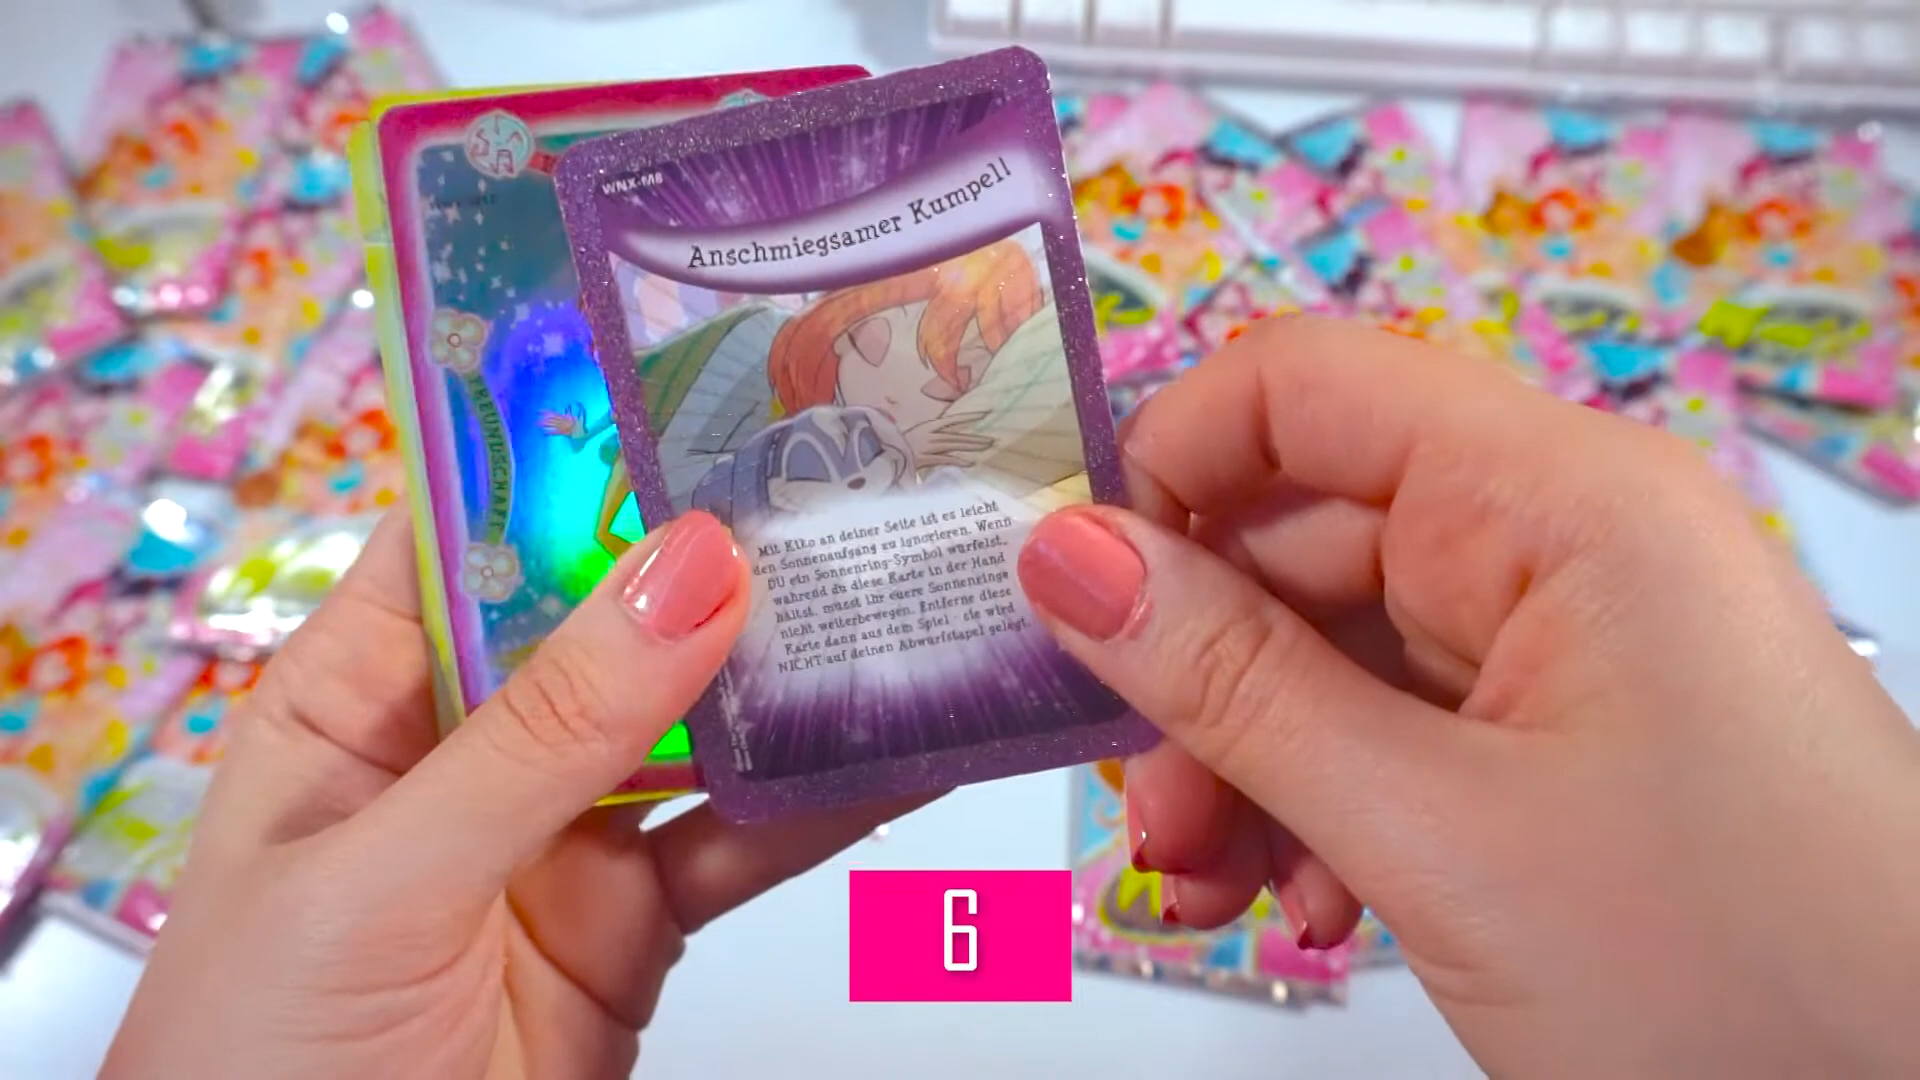 WNX-M8
Anschmiegsamer Kumpel!
FREUNDSCHAFT
Mit Kiko an deiner Seite ist es leicht
den Sonnenaufgang zu ignorieren. Wenn
DU ein Sonnenring-Symbol würfelst,
während du diese Karte in der Hand
hältst, müsst ihr euere Sonnenringe
nicht weiterbewegen. Entferne diese
Karte dann aus dem Spiel - sie wird
NICHT auf deinen Abwurfstapel gelegt.
6